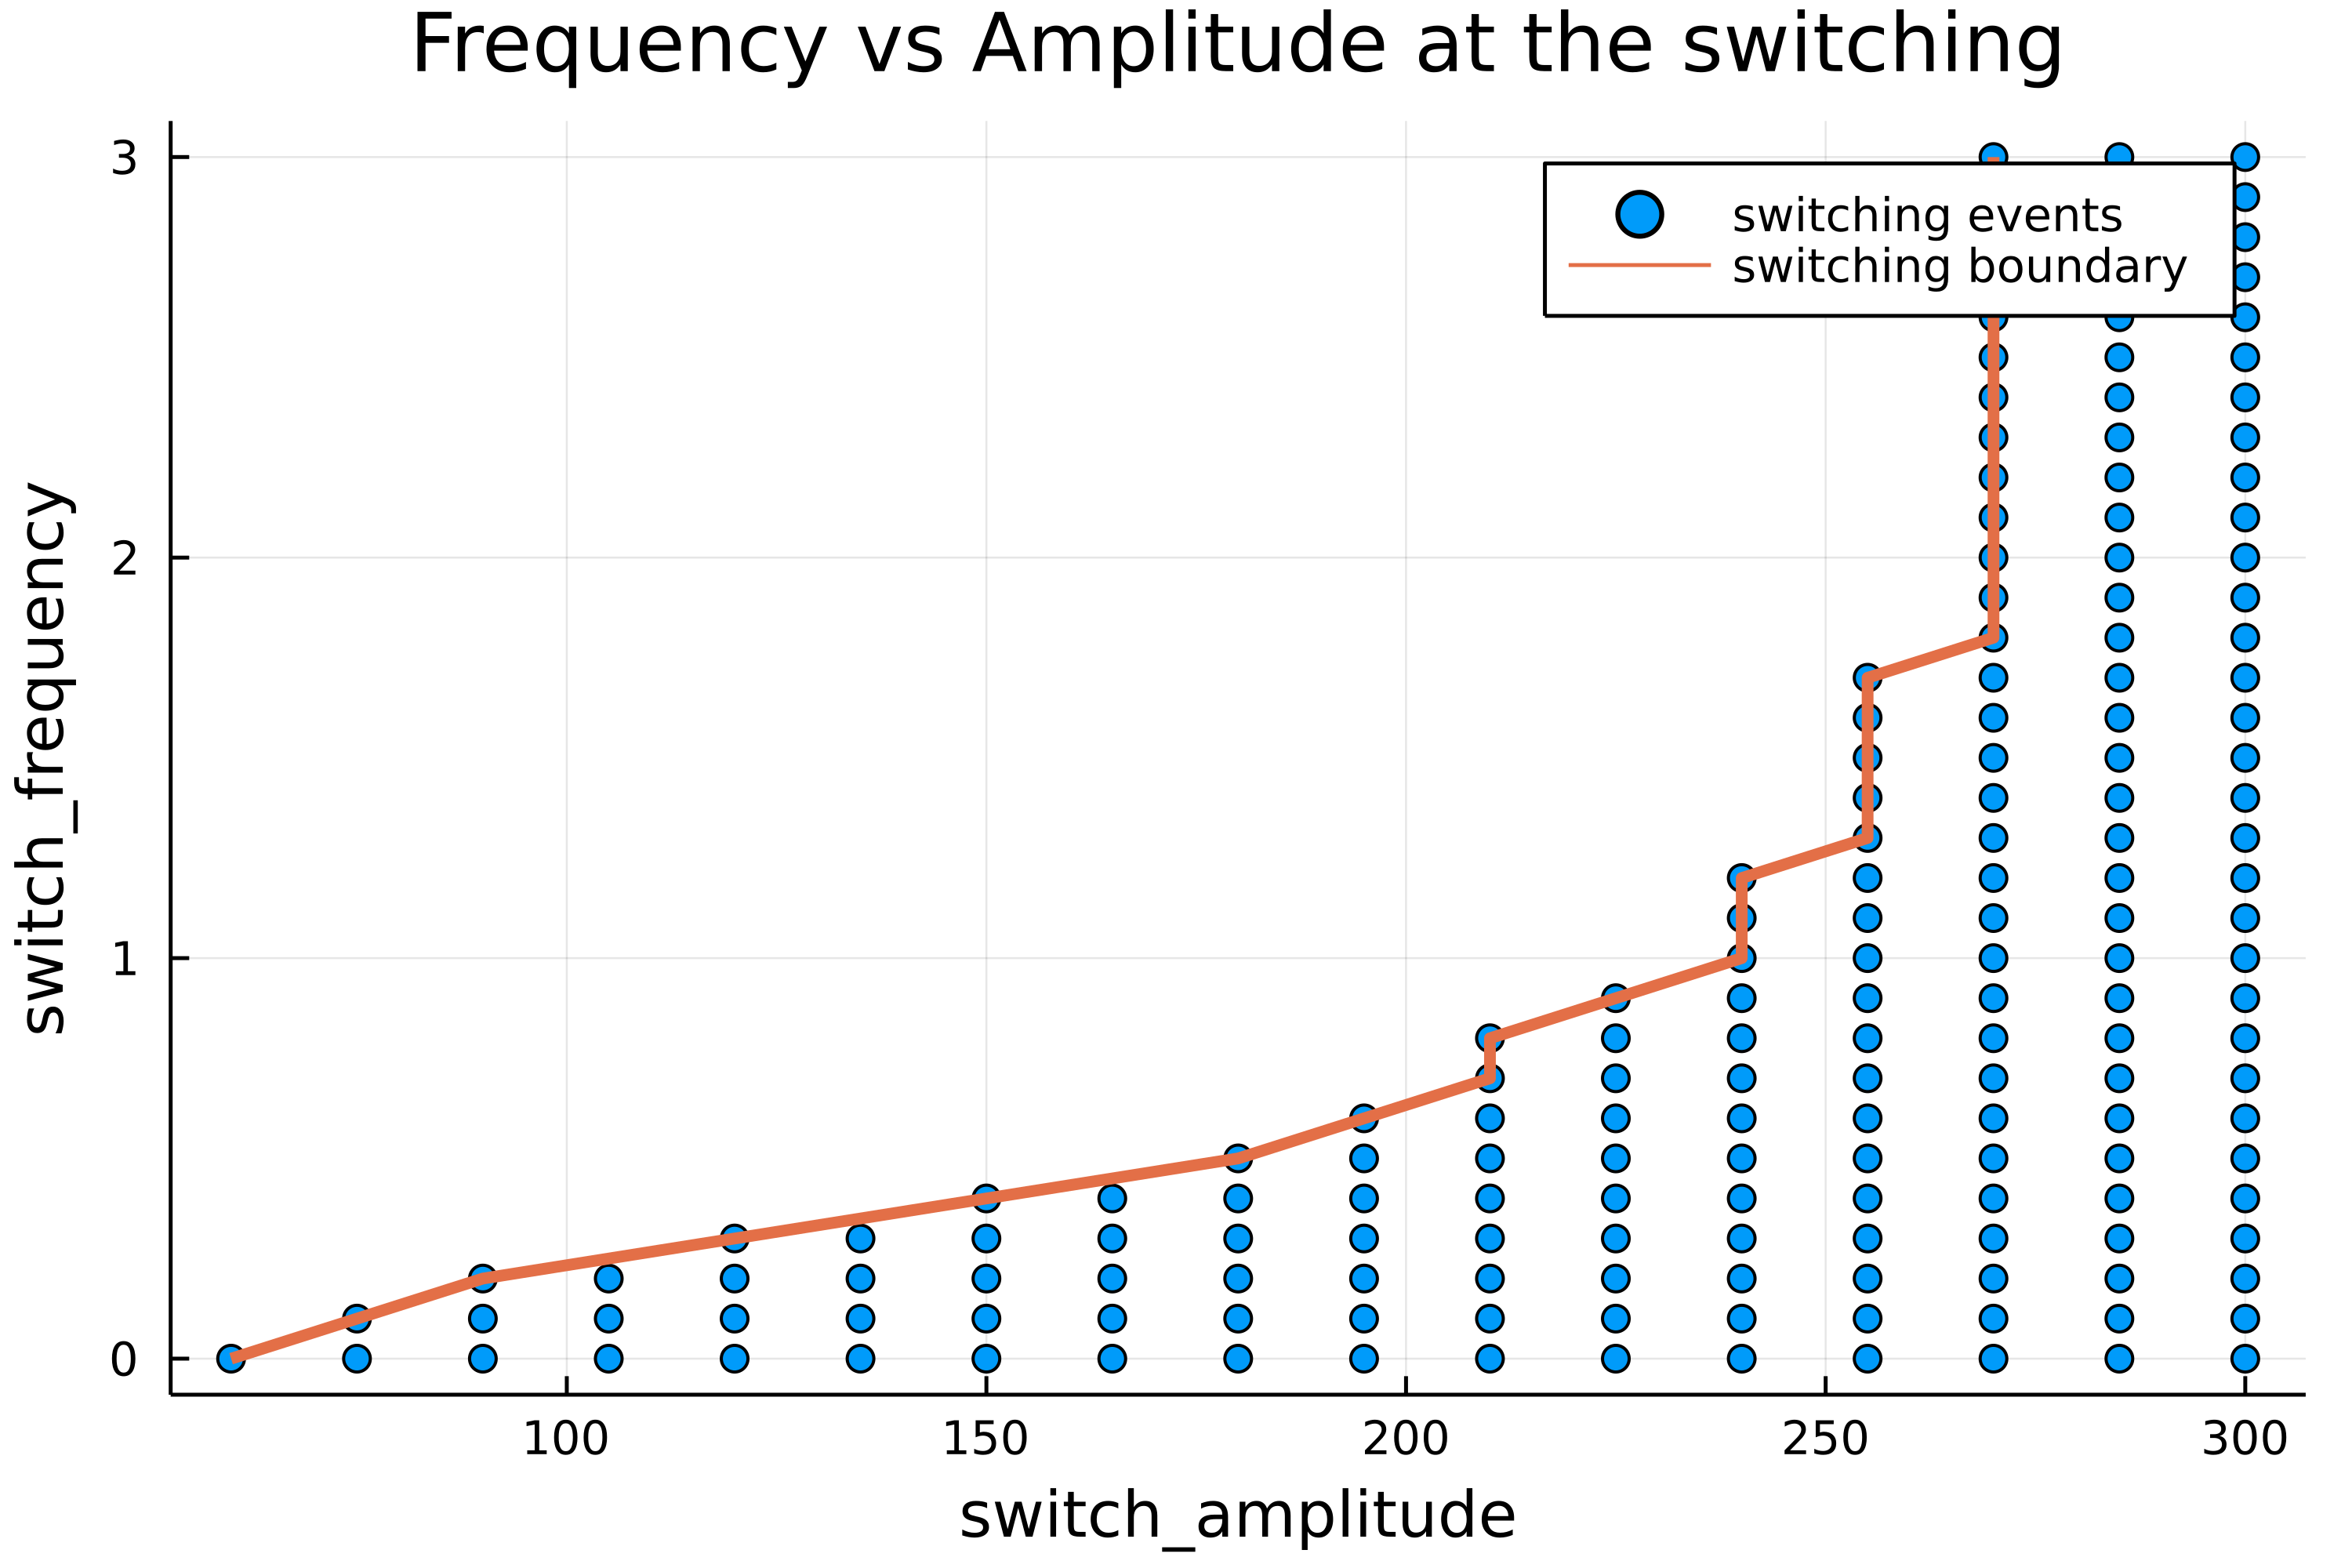 Frequency vs Amplitude at the switching
switching events
switching boundary
switch_frequency
3
2
1
0
100 150 200 250 300
switch_amplitude